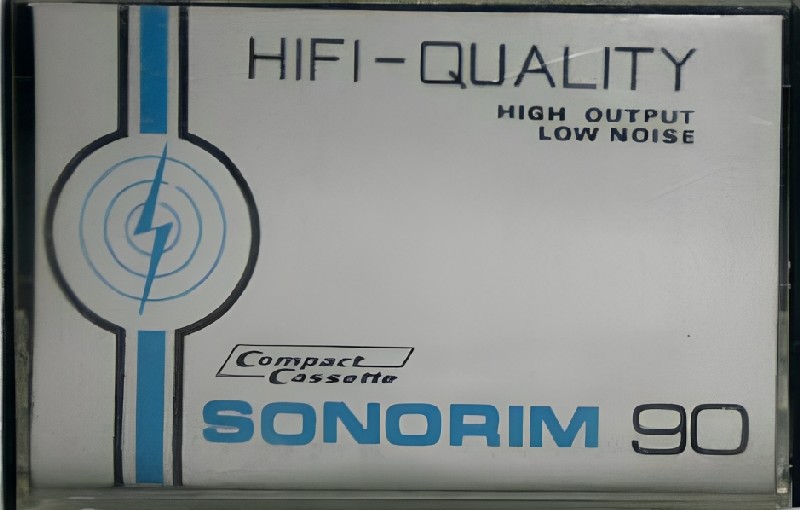 HIFI-QUALITY
HIGH OUTPUT
LOW NOISE
Compact
Cassette
SONORIM 90